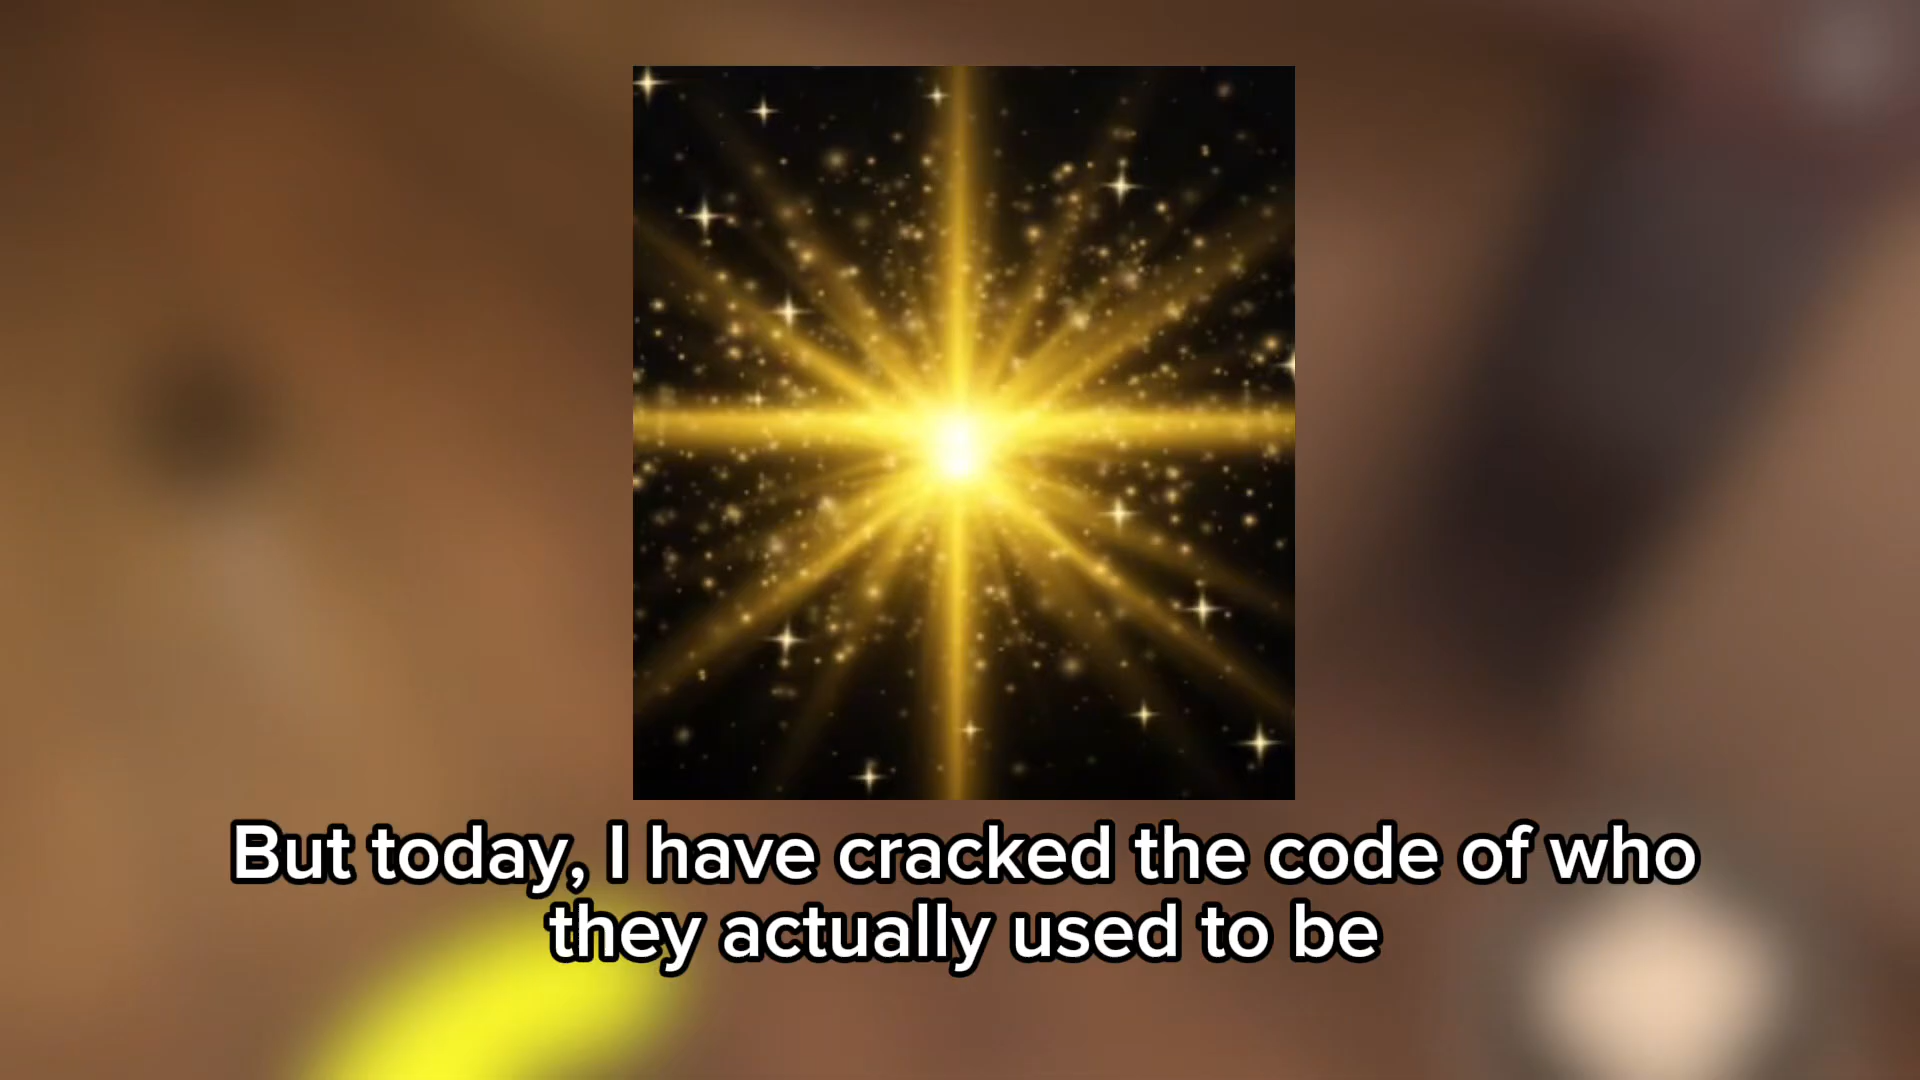 But today, I have cracked the code of who
they actually used to be